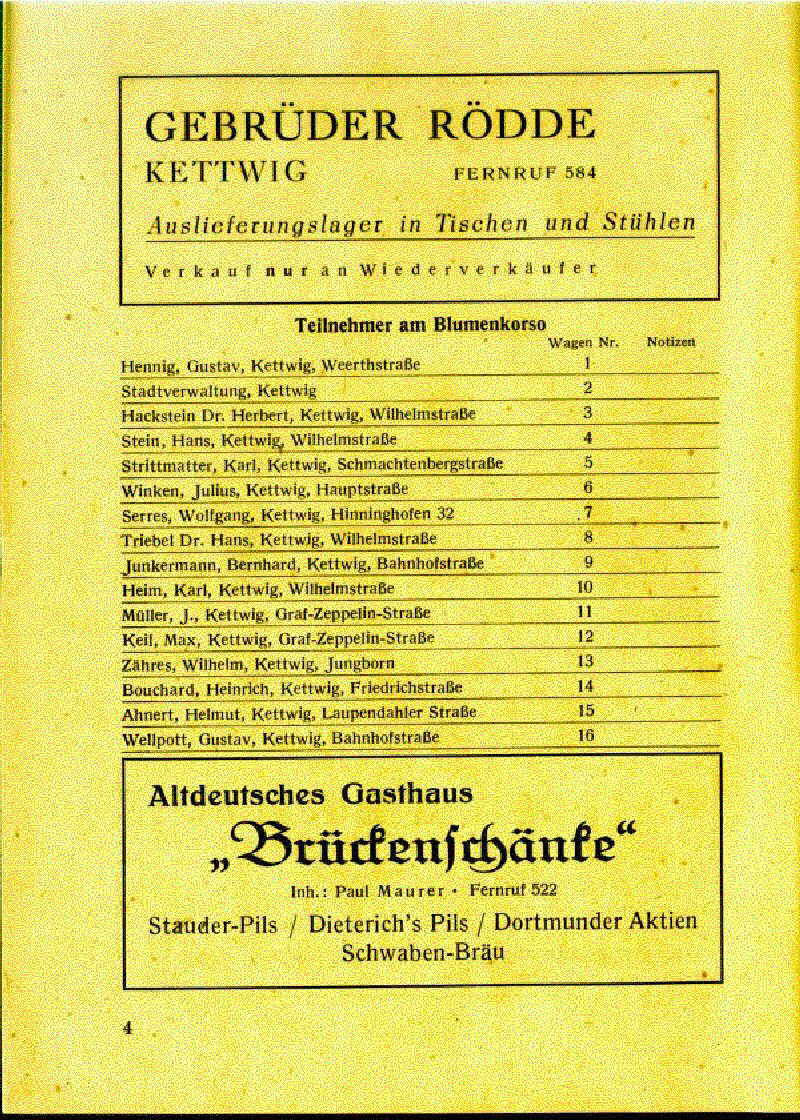 GEBRÜDER RÖDDE
KETTWIG FERNRUF 584
Auslieferungslager in Tischen und Stühlen
Verkauf nur an Wiederverkäufer
Teilnehmer am Blumenkorso
Wagen Nr. Notizen
Hennig, Gustav, Kettwig, Weerthstraße 1
Stadtverwaltung, Kettwig 2
Hackstein Dr. Herbert, Kettwig, Wilhelmstraße 3
Stein, Hans, Kettwig, Wilhelmstraße 4
Strittmatter, Karl, Kettwig, Schmachtenbergstraße 5
Winken, Julius, Kettwig, Hauptstraße 6
Serres, Wolfgang, Kettwig, Hinninghofen 32 7
Triebel Dr. Hans, Kettwig, Wilhelmstraße 8
Junkermann, Bernhard, Kettwig, Bahnhofstraße 9
Heim, Karl, Kettwig, Wilhelmstraße 10
Müller, J., Kettwig, Graf-Zeppelin-Straße 11
Keil, Max, Kettwig, Graf-Zeppelin-Straße 12
Zähres, Wilhelm, Kettwig, Jungborn 13
Bouchard, Heinrich, Kettwig, Friedrichstraße 14
Ahnert, Helmut, Kettwig, Laupendahler Straße 15
Wellpott, Gustav, Kettwig, Bahnhofstraße 16
Altdeutsches Gasthaus
„Brückenſchänke“
Inh.: Paul Maurer · Fernruf 522
Stauder-Pils / Dieterich's Pils / Dortmunder Aktien
Schwaben-Bräu
4